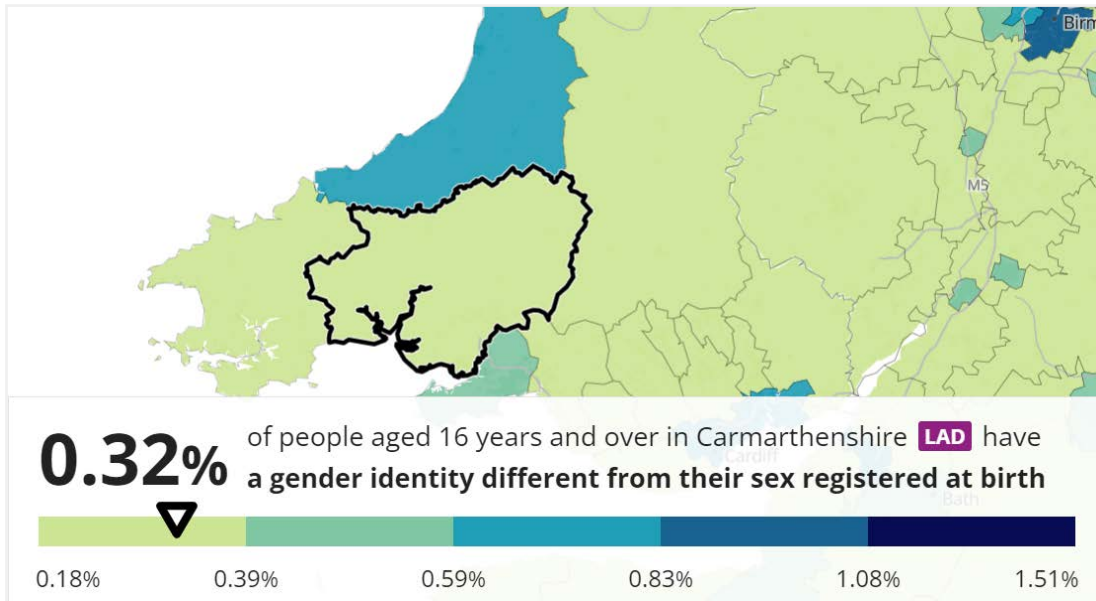 Birm
M5
0.32%
of people aged 16 years and over in Carmarthenshire LAD have
a gender identity different from their sex registered at birth
Cardiff
Bath
0.18% 0.39% 0.59% 0.83% 1.08% 1.51%